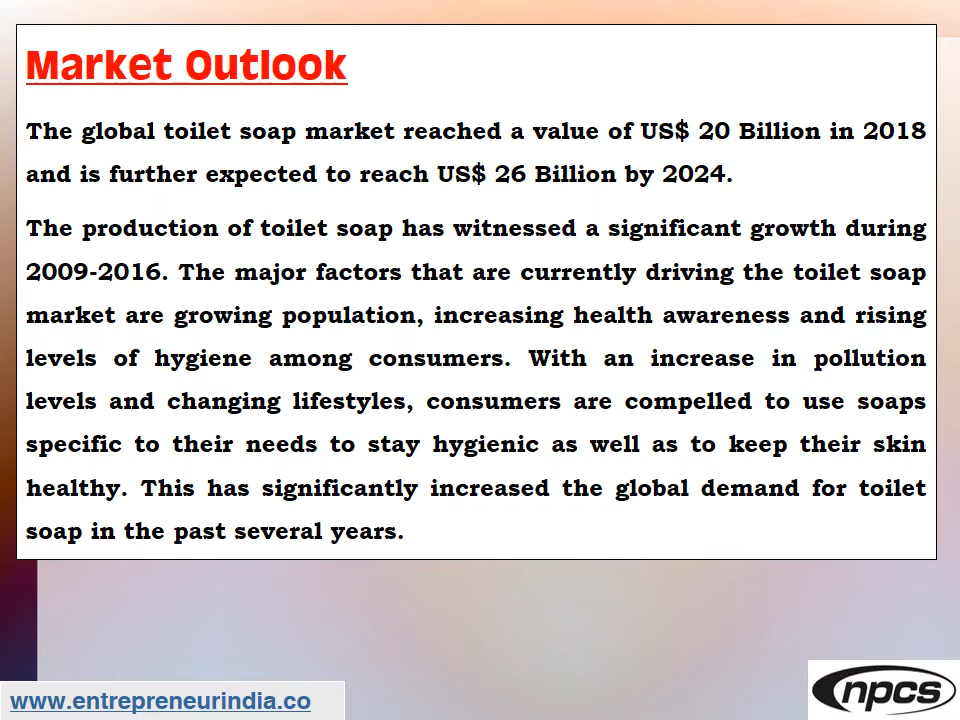 Market Outlook
The global toilet soap market reached a value of US$ 20 Billion in 2018
and is further expected to reach US$ 26 Billion by 2024.
The production of toilet soap has witnessed a significant growth during
2009-2016. The major factors that are currently driving the toilet soap
market are growing population, increasing health awareness and rising
levels of hygiene among consumers. With an increase in pollution
levels and changing lifestyles, consumers are compelled to use soaps
specific to their needs to stay hygienic as well as to keep their skin
healthy. This has significantly increased the global demand for toilet
soap in the past several years.
www.entrepreneurindia.co
npcs